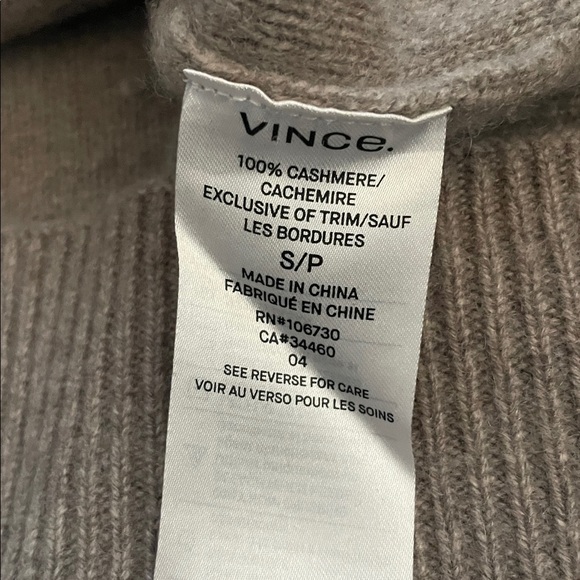 VINCE.
100% CASHMERE/
CACHEMIRE
EXCLUSIVE OF TRIM/SAUF
LES BORDURES
S/P
MADE IN CHINA
FABRIQUÉ EN CHINE
RN#106730
CA#34460
04
SEE REVERSE FOR CARE
VOIR AU VERSO POUR LES SOINS